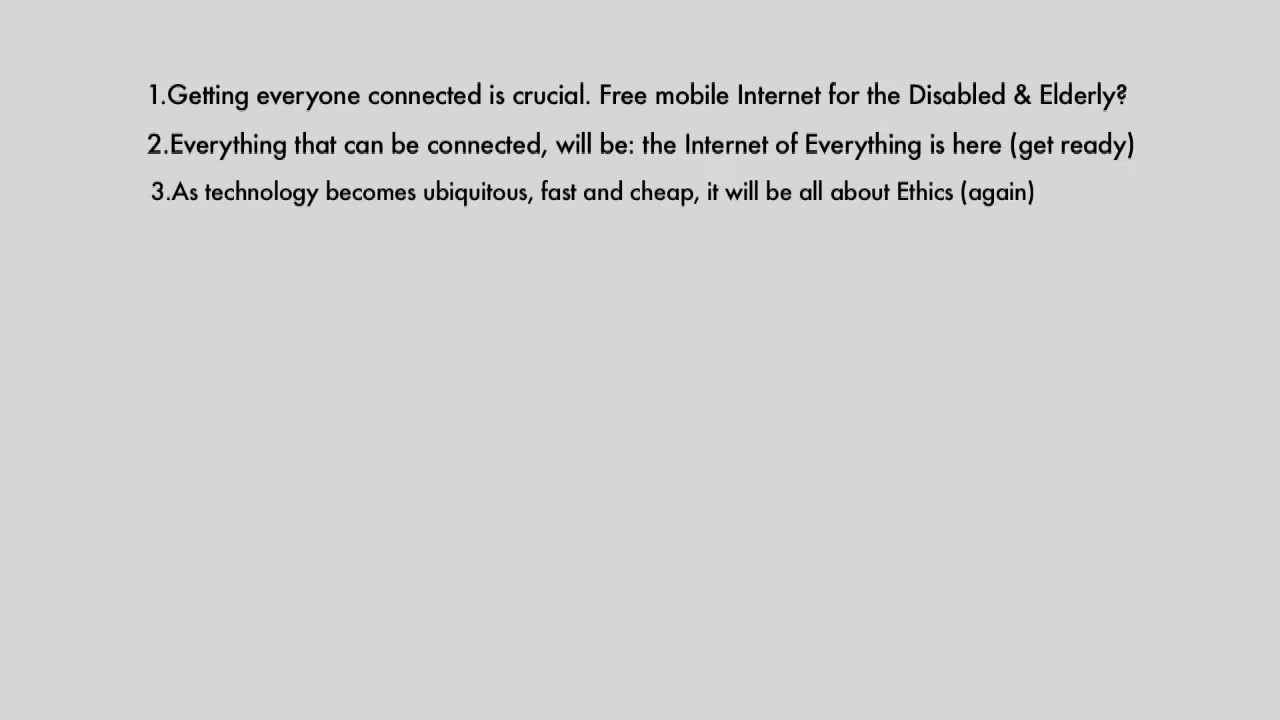 1.Getting everyone connected is crucial. Free mobile Internet for the Disabled & Elderly?
2.Everything that can be connected, will be: the Internet of Everything is here (get ready)
3.As technology becomes ubiquitous, fast and cheap, it will be all about Ethics (again)